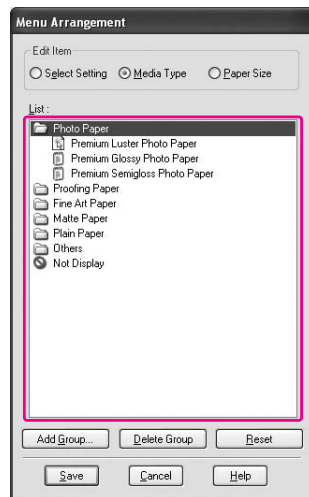 Menu Arrangement
Edit Item
Select Setting Media Type Paper Size
List :
Photo Paper
Premium Luster Photo Paper
Premium Glossy Photo Paper
Premium Semigloss Photo Paper
Proofing Paper
Fine Art Paper
Matte Paper
Plain Paper
Others
Not Display
Add Group... Delete Group Reset
Save Cancel Help